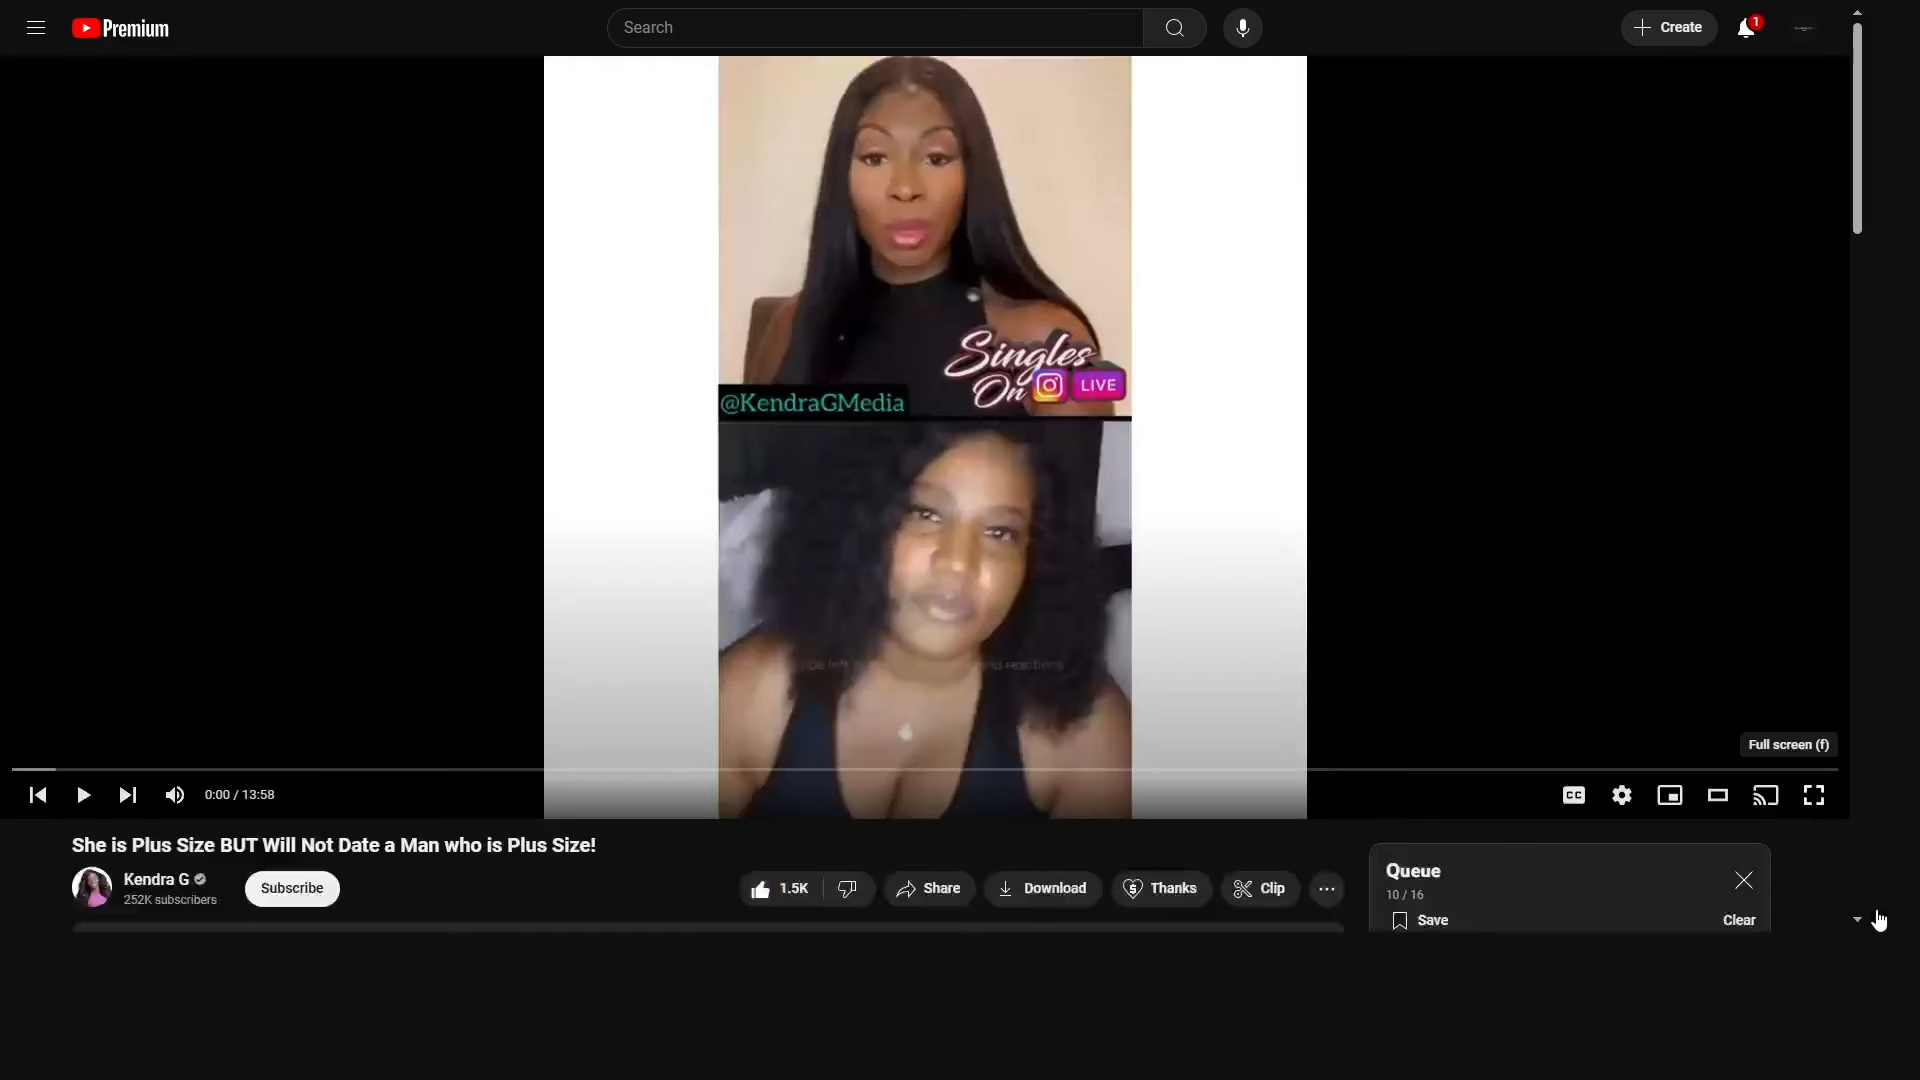 Premium
Search
Create
1
Singles
On LIVE
@KendraGMedia
Full screen (f)
0:00 / 13:58
CC
She is Plus Size BUT Will Not Date a Man who is Plus Size!
Kendra G
252K subscribers
Subscribe
1.5K
Share
Download
Thanks
Clip
Queue
10 / 16
Save
Clear